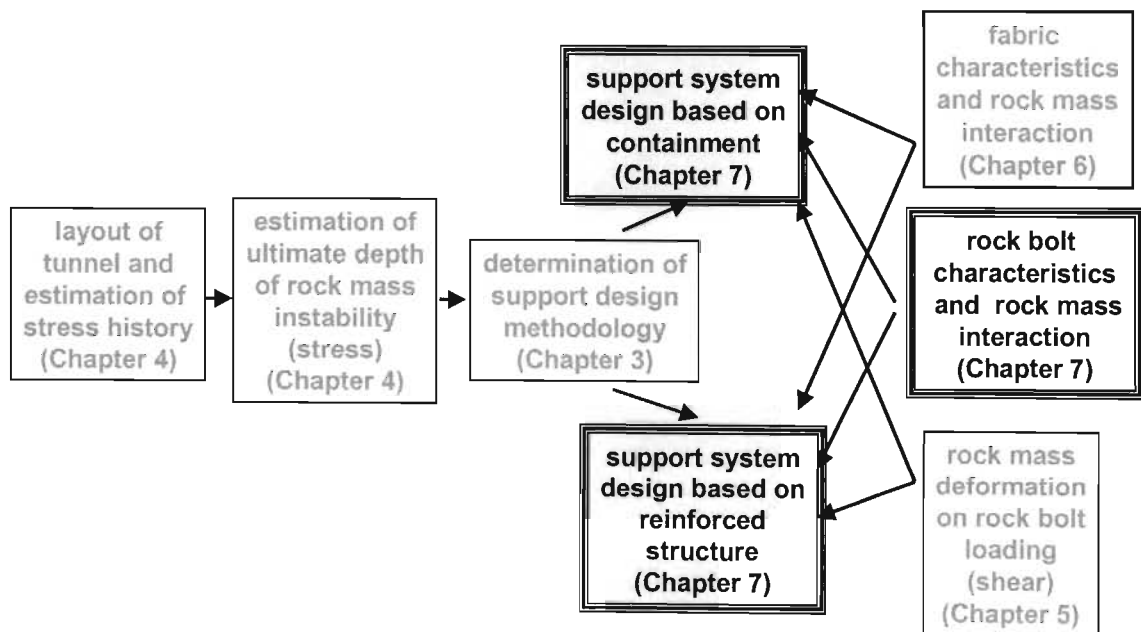 layout of
tunnel and
estimation of
stress history
(Chapter 4)
estimation of
ultimate depth
of rock mass
instability
(stress)
(Chapter 4)
determination of
support design
methodology
(Chapter 3)
support system
design based on
containment
(Chapter 7)
support system
design based on
reinforced
structure
(Chapter 7)
fabric
characteristics
and rock mass
interaction
(Chapter 6)
rock bolt
characteristics
and rock mass
interaction
(Chapter 7)
rock mass
deformation
on rock bolt
loading
(shear)
(Chapter 5)